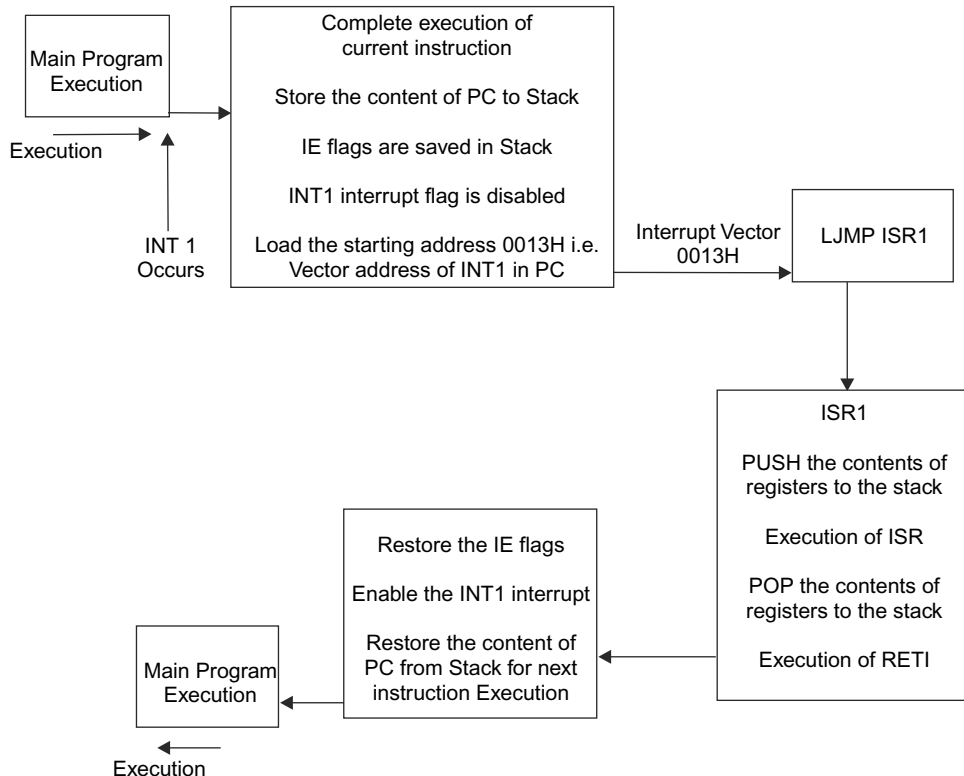 Main Program
Execution
Execution
INT 1
Occurs
Complete execution of
current instruction
Store the content of PC to Stack
IE flags are saved in Stack
INT1 interrupt flag is disabled
Load the starting address 0013H i.e.
Vector address of INT1 in PC
Interrupt Vector
0013H
LJMP ISR1
ISR1
PUSH the contents of
registers to the stack
Execution of ISR
POP the contents of
registers to the stack
Execution of RETI
Restore the IE flags
Enable the INT1 interrupt
Restore the content of
PC from Stack for next
instruction Execution
Main Program
Execution
Execution